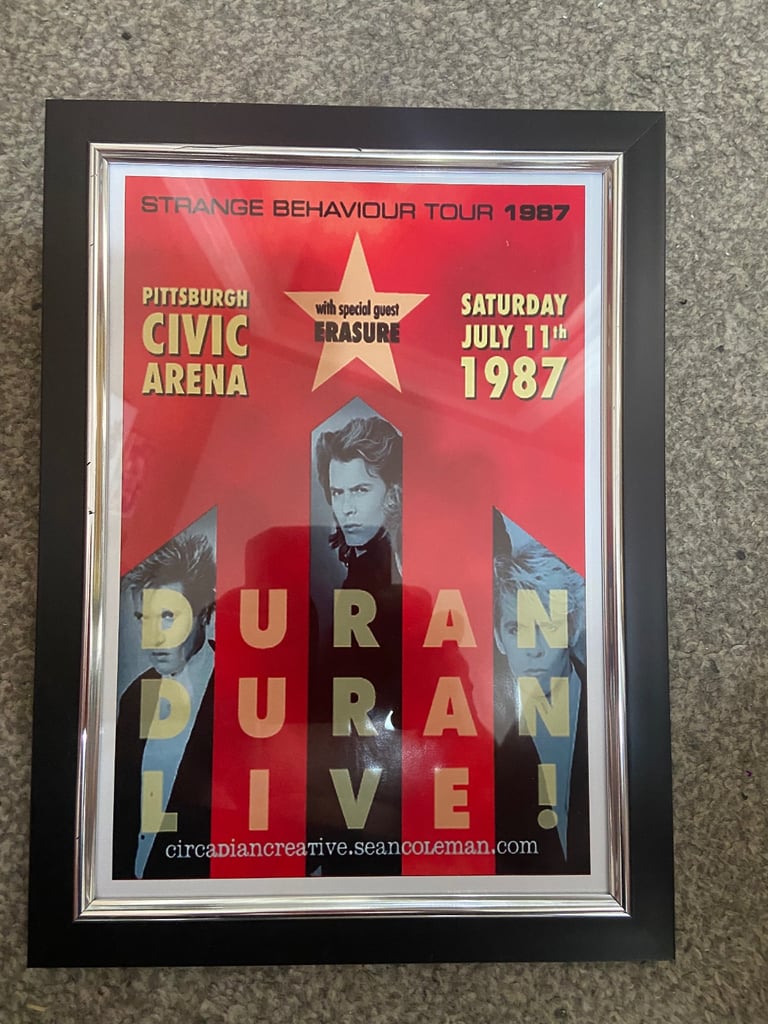 STRANGE BEHAVIOUR TOUR 1987
PITTSBURGH
CIVIC
ARENA
with special guest
ERASURE
SATURDAY
JULY 11th
1987
DURAN
DURAN
LIVE!
circadiancreative.seancoleman.com